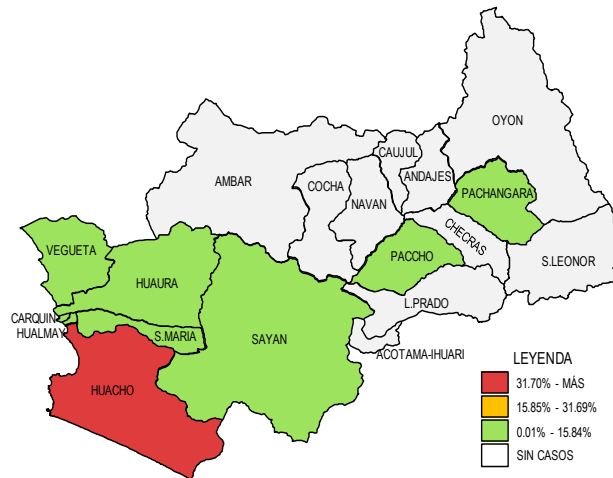 OYON
CAUJUL
ANDAJES
AMBAR
COCHA
NAVAN
PACHANGARA
CHECRAS
VEGUETA
PACCHO
S.LEONOR
HUAURA
L.PRADO
CARQUIN
HUALMAY
S.MARIA
SAYAN
ACOTAMA-IHUARI
HUACHO
LEYENDA
31.70% - MÁS
15.85% - 31.69%
0.01% - 15.84%
SIN CASOS